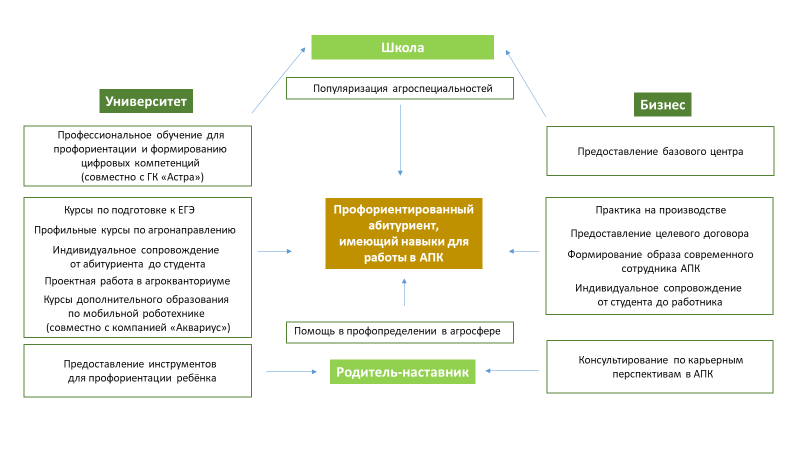 Школа
Популяризация агроспециальностей
Университет
Профессиональное обучение для
профориентации и формированию
цифровых компетенций
(совместно с ГК «Астра»)
Курсы по подготовке к ЕГЭ
Профильные курсы по агронаправлению
Индивидуальное сопровождение
от абитуриента до студента
Проектная работа в агрокванториуме
Курсы дополнительного образования
по мобильной роботехнике
(совместно с компанией «Аквариус»)
Предоставление инструментов
для профориентации ребёнка
Профориентированный
абитуриент,
имеющий навыки для
работы в АПК
Помощь в профопределении в агросфере
Родитель-наставник
Бизнес
Предоставление базового центра
Практика на производстве
Предоставление целевого договора
Формирование образа современного
сотрудника АПК
Индивидуальное сопровождение
от студента до работника
Консультирование по карьерным
перспективам в АПК